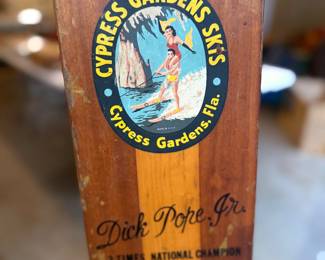 CYPRESS GARDENS SKIS
Cypress Gardens, Fla.
Dick Pope, Jr.
TIMES NATIONAL CHAMPION